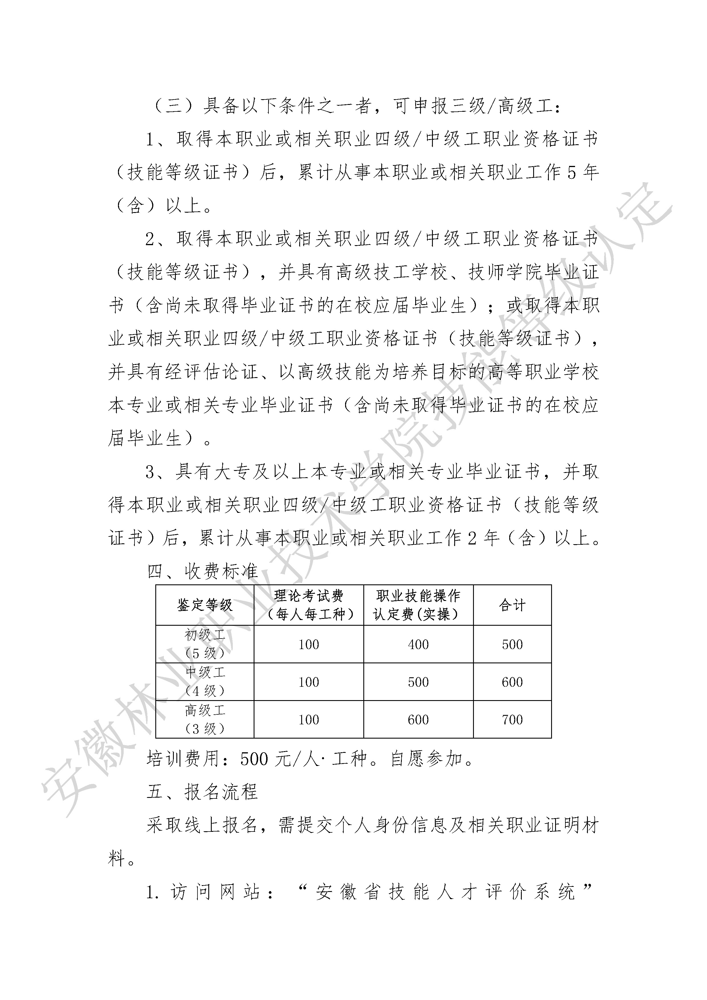 （三）具备以下条件之一者，可申报三级/高级工：
1、取得本职业或相关职业四级/中级工职业资格证书
（技能等级证书）后，累计从事本职业或相关职业工作 5 年
（含）以上。
2、取得本职业或相关职业四级/中级工职业资格证书
（技能等级证书），并具有高级技工学校、技师学院毕业证
书（含尚未取得毕业证书的在校应届毕业生）；或取得本职
业或相关职业四级/中级工职业资格证书（技能等级证书），
并具有经评估论证、以高级技能为培养目标的高等职业学校
本专业或相关专业毕业证书（含尚未取得毕业证书的在校应
届毕业生）。
3、具有大专及以上本专业或相关专业毕业证书，并取
得本职业或相关职业四级/中级工职业资格证书（技能等级
证书）后，累计从事本职业或相关职业工作 2 年（含）以上。
四、收费标准
鉴定等级 理论考试费（每人每工种） 职业技能操作认定费(实操） 合计
初级工（5 级） 100 400 500
中级工（4 级） 100 500 600
高级工（3 级） 100 600 700
培训费用：500 元/人· 工种。自愿参加。
五、报名流程
采取线上报名，需提交个人身份信息及相关职业证明材
料。
1. 访问网站：“安徽省技能人才评价系统”
安徽林业职业技术学院技能等级认定